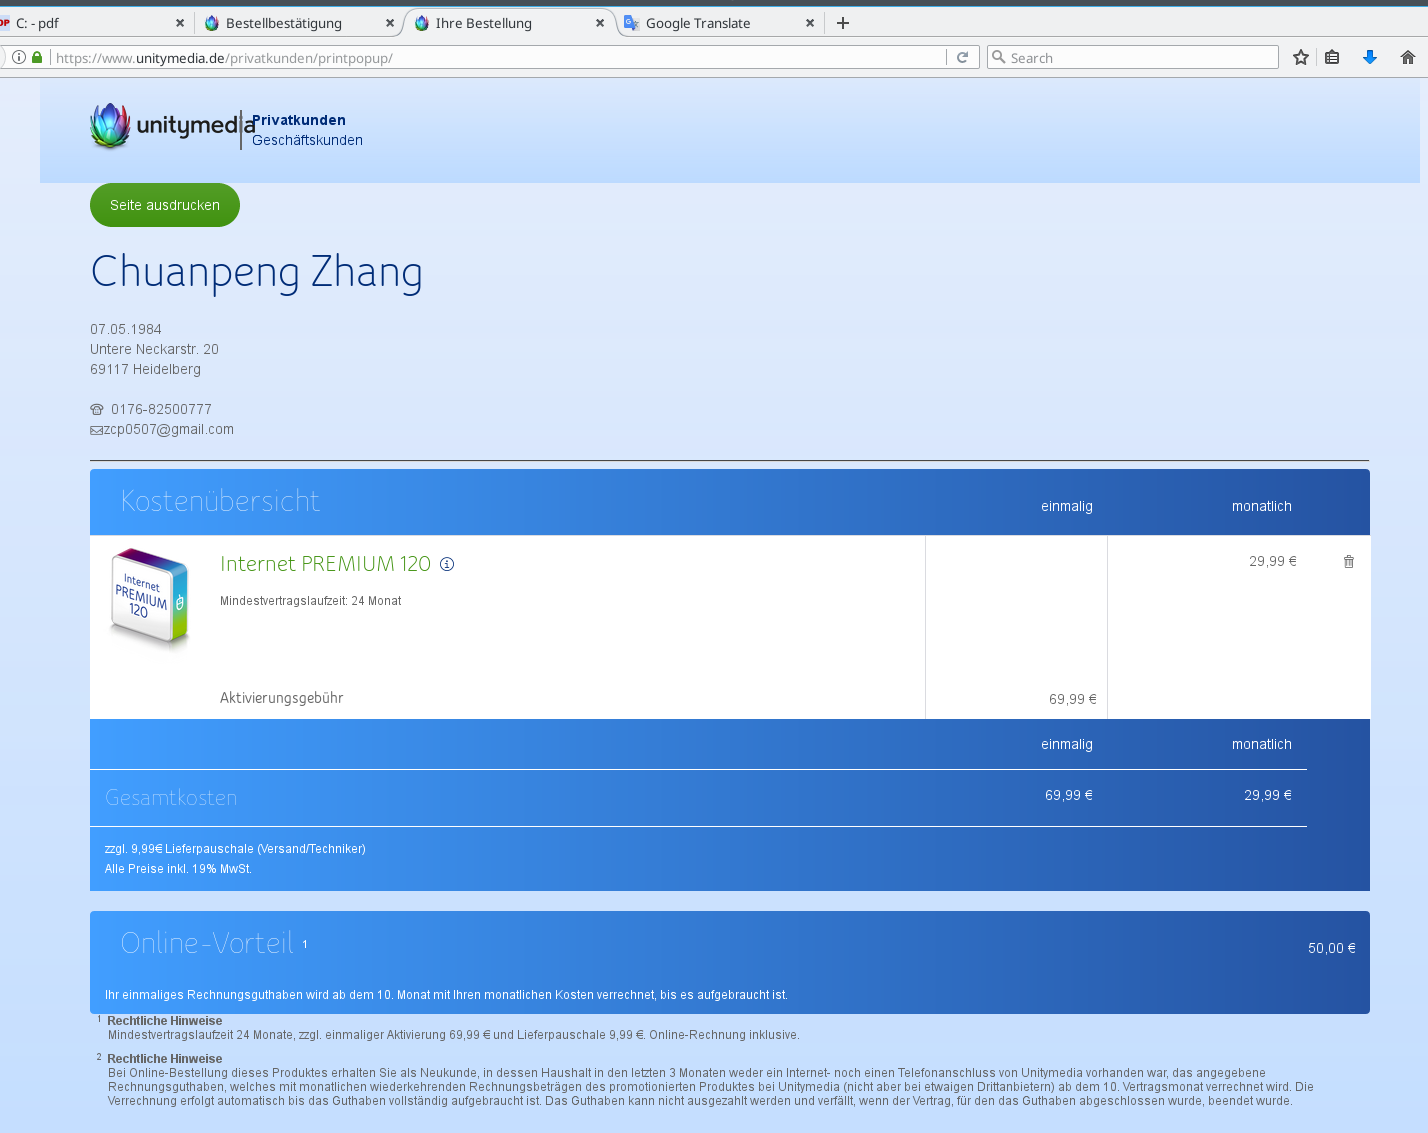 C: - pdf
Bestellbestätigung
Ihre Bestellung
Google Translate
https://www.unitymedia.de/privatkunden/printpopup/
Search
unitymedia
Privatkunden
Geschäftskunden
Seite ausdrucken
Chuanpeng Zhang
07.05.1984
Untere Neckarstr. 20
69117 Heidelberg
0176-82500777
zcp0507@gmail.com
Kostenübersicht einmalig monatlich
Internet PREMIUM 120
Internet PREMIUM 120 29,99 €
Mindestvertragslaufzeit: 24 Monat
Aktivierungsgebühr 69,99 €
einmalig monatlich
Gesamtkosten 69,99 € 29,99 €
zzgl. 9,99€ Lieferpauschale (Versand/Techniker)
Alle Preise inkl. 19% MwSt.
Online-Vorteil 1 50,00 €
Ihr einmaliges Rechnungsguthaben wird ab dem 10. Monat mit Ihren monatlichen Kosten verrechnet, bis es aufgebraucht ist.
1 Rechtliche Hinweise
Mindestvertragslaufzeit 24 Monate, zzgl. einmaliger Aktivierung 69,99 € und Lieferpauschale 9,99 €. Online-Rechnung inklusive.
2 Rechtliche Hinweise
Bei Online-Bestellung dieses Produktes erhalten Sie als Neukunde, in dessen Haushalt in den letzten 3 Monaten weder ein Internet- noch einen Telefonanschluss von Unitymedia vorhanden war, das angegebene
Rechnungsguthaben, welches mit monatlichen wiederkehrenden Rechnungsbeträgen des promotionierten Produktes bei Unitymedia (nicht aber bei etwaigen Drittanbietern) ab dem 10. Vertragsmonat verrechnet wird. Die
Verrechnung erfolgt automatisch bis das Guthaben vollständig aufgebraucht ist. Das Guthaben kann nicht ausgezahlt werden und verfällt, wenn der Vertrag, für den das Guthaben abgeschlossen wurde, beendet wurde.